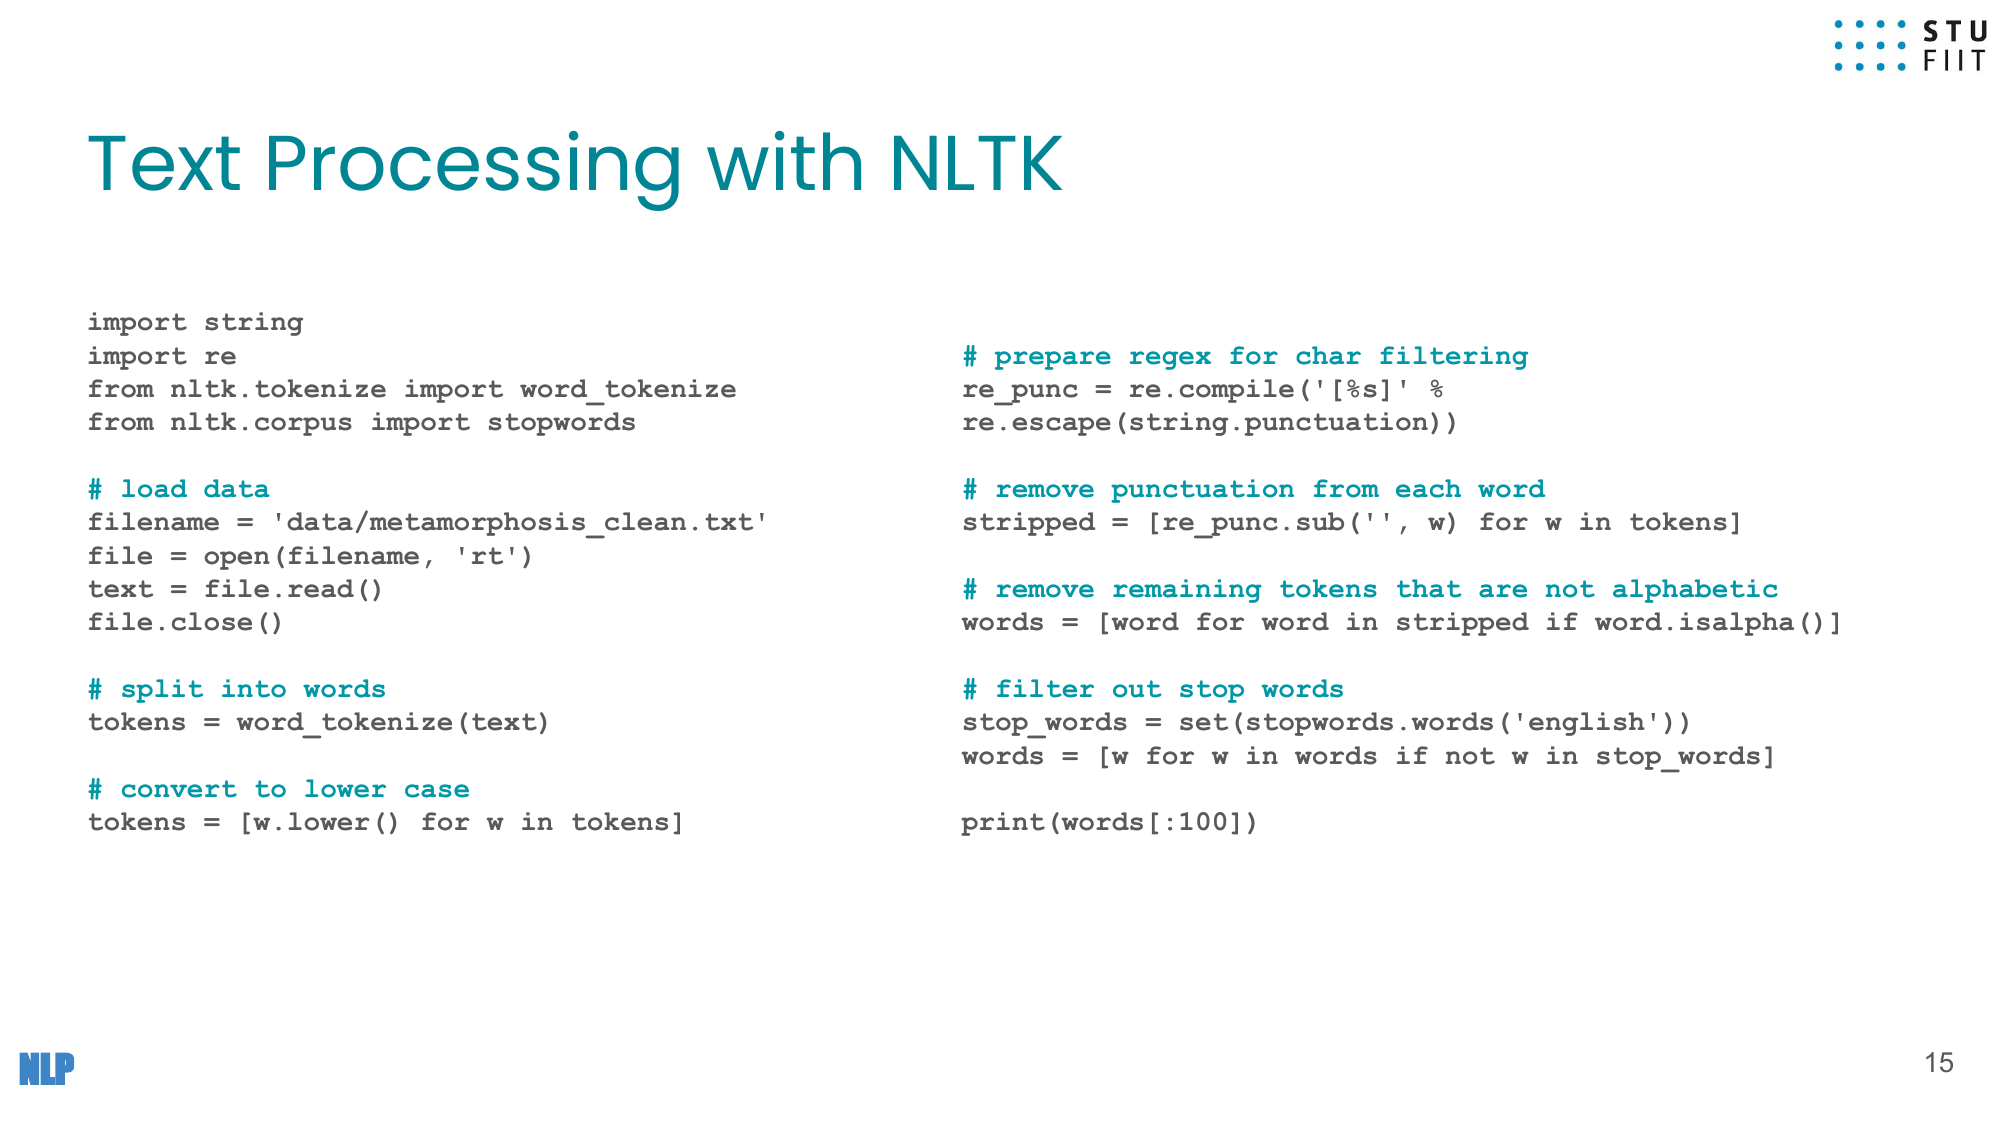 STU
FIIT
Text Processing with NLTK
import string
import re
from nltk.tokenize import word_tokenize
from nltk.corpus import stopwords
# load data
filename = 'data/metamorphosis_clean.txt'
file = open(filename, 'rt')
text = file.read()
file.close()
# split into words
tokens = word_tokenize(text)
# convert to lower case
tokens = [w.lower() for w in tokens]
# prepare regex for char filtering
re_punc = re.compile('[%s]' %
re.escape(string.punctuation))
# remove punctuation from each word
stripped = [re_punc.sub('', w) for w in tokens]
# remove remaining tokens that are not alphabetic
words = [word for word in stripped if word.isalpha()]
# filter out stop words
stop_words = set(stopwords.words('english'))
words = [w for w in words if not w in stop_words]
print(words[:100])
NLP
15